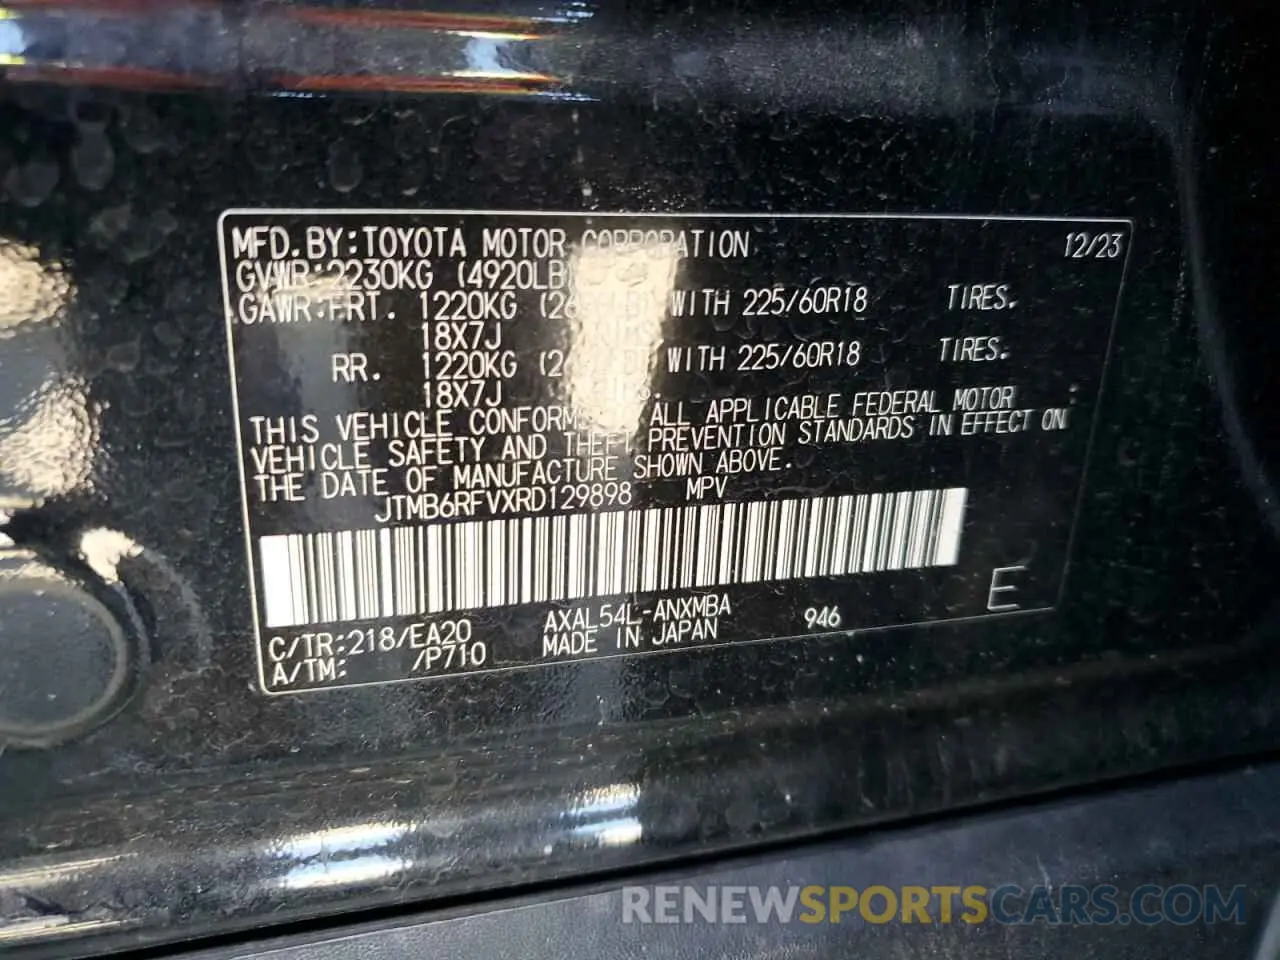 MFD.BY:TOYOTA MOTOR CORPORATION 12/23
GVWR:2230KG (4920LB)
GAWR:FRT. 1220KG WITH 225/60R18 TIRES.
18X7J
RR. 1220KG WITH 225/60R18 TIRES.
18X7J
THIS VEHICLE CONFORMS ALL APPLICABLE FEDERAL MOTOR
VEHICLE SAFETY AND THEFT PREVENTION STANDARDS IN EFFECT ON
THE DATE OF MANUFACTURE SHOWN ABOVE.
JTMB6RFVXRD129898 MPV
E
C/TR:218/EA20 AXAL54L-ANXMBA 946
A/TM: /P710 MADE IN JAPAN
RENEWSPORTSCARS.COM